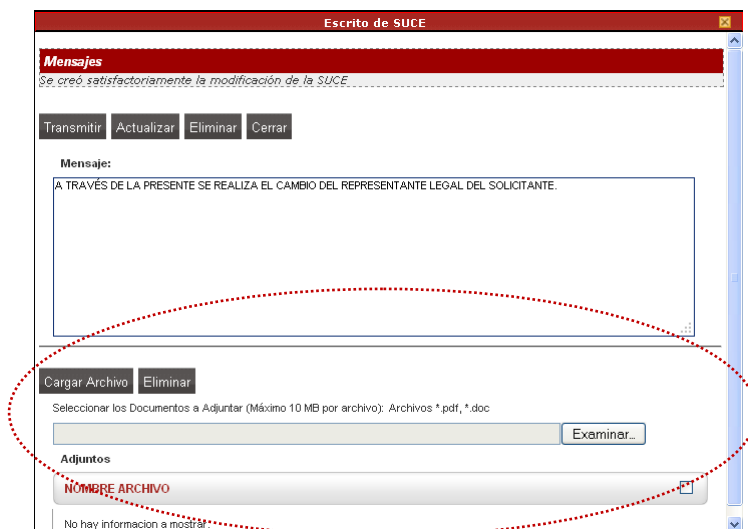 Escrito de SUCE
Mensajes
Se creó satisfactoriamente la modificación de la SUCE
Transmitir Actualizar Eliminar Cerrar
Mensaje:
A TRAVÉS DE LA PRESENTE SE REALIZA EL CAMBIO DEL REPRESENTANTE LEGAL DEL SOLICITANTE.
Cargar Archivo Eliminar
Seleccionar los Documentos a Adjuntar (Máximo 10 MB por archivo): Archivos *.pdf, *.doc
Examinar...
Adjuntos
NOMBRE ARCHIVO
No hay informacion a mostrar.